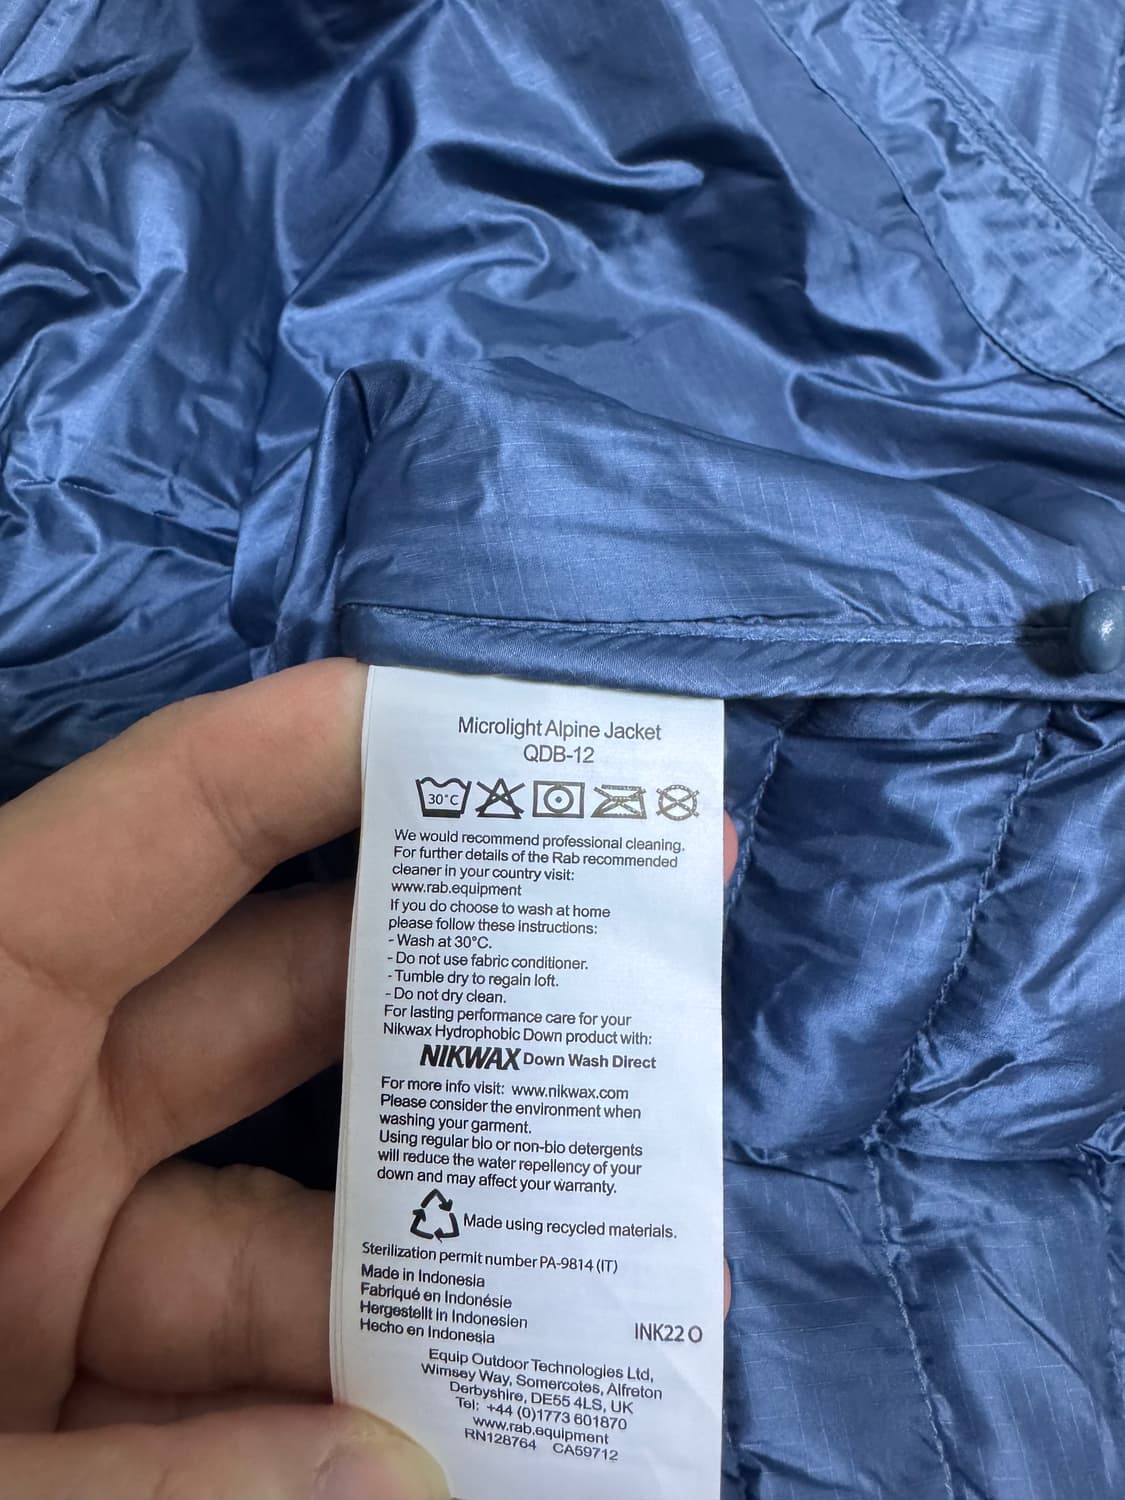 Microlight Alpine Jacket
QDB-12
30°C
We would recommend professional cleaning.
For further details of the Rab recommended
cleaner in your country visit:
www.rab.equipment
If you do choose to wash at home
please follow these instructions:
- Wash at 30°C.
- Do not use fabric conditioner.
- Tumble dry to regain loft.
- Do not dry clean.
For lasting performance care for your
Nikwax Hydrophobic Down product with:
NIKWAX Down Wash Direct
For more info visit: www.nikwax.com
Please consider the environment when
washing your garment.
Using regular bio or non-bio detergents
will reduce the water repellency of your
down and may affect your warranty.
Made using recycled materials.
Sterilization permit number PA-9814 (IT)
Made in Indonesia
Fabriqué en Indonésie
Hergestellt in Indonesien
Hecho en Indonesia
INK22 O
Equip Outdoor Technologies Ltd,
Wimsey Way, Somercotes, Alfreton
Derbyshire, DE55 4LS, UK
Tel: +44 (0)1773 601870
www.rab.equipment
RN128764 CA59712